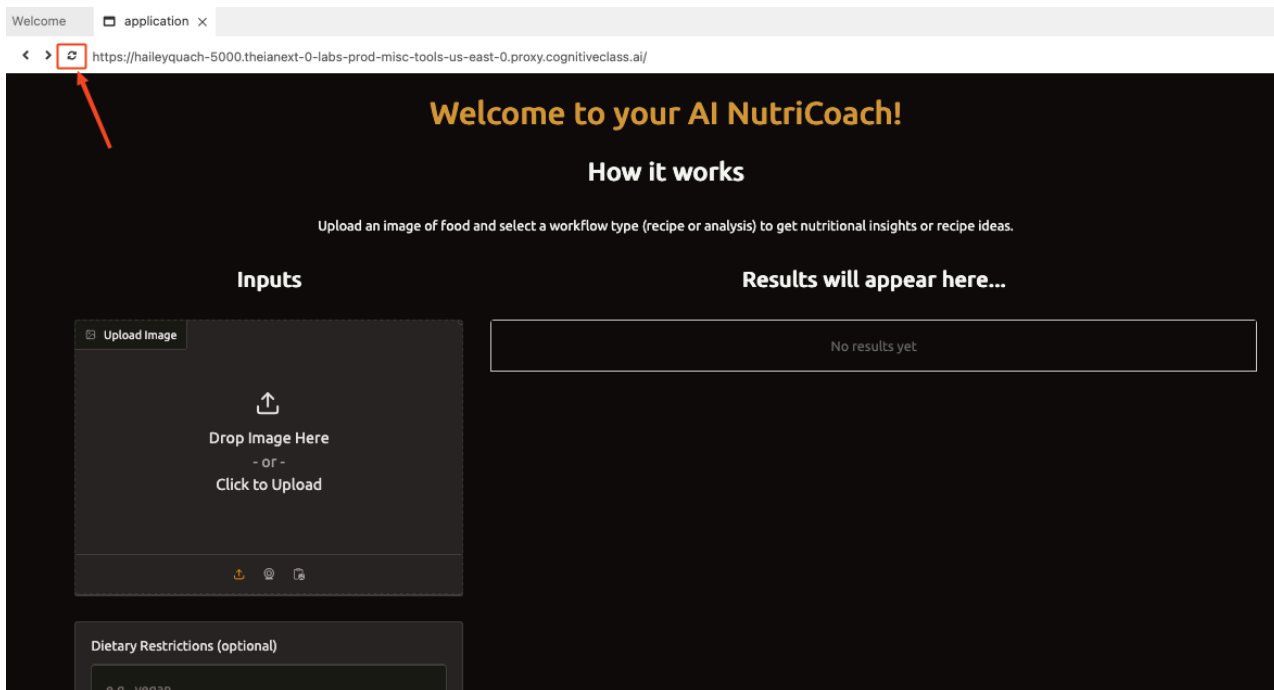 Welcome
application
https://haileyquach-5000.theianext-0-labs-prod-misc-tools-us-east-0.proxy.cognitiveclass.ai/
Welcome to your AI NutriCoach!
How it works
Upload an image of food and select a workflow type (recipe or analysis) to get nutritional insights or recipe ideas.
Inputs
Results will appear here...
Upload Image
No results yet
Drop Image Here
- or -
Click to Upload
Dietary Restrictions (optional)
e.g. vegan